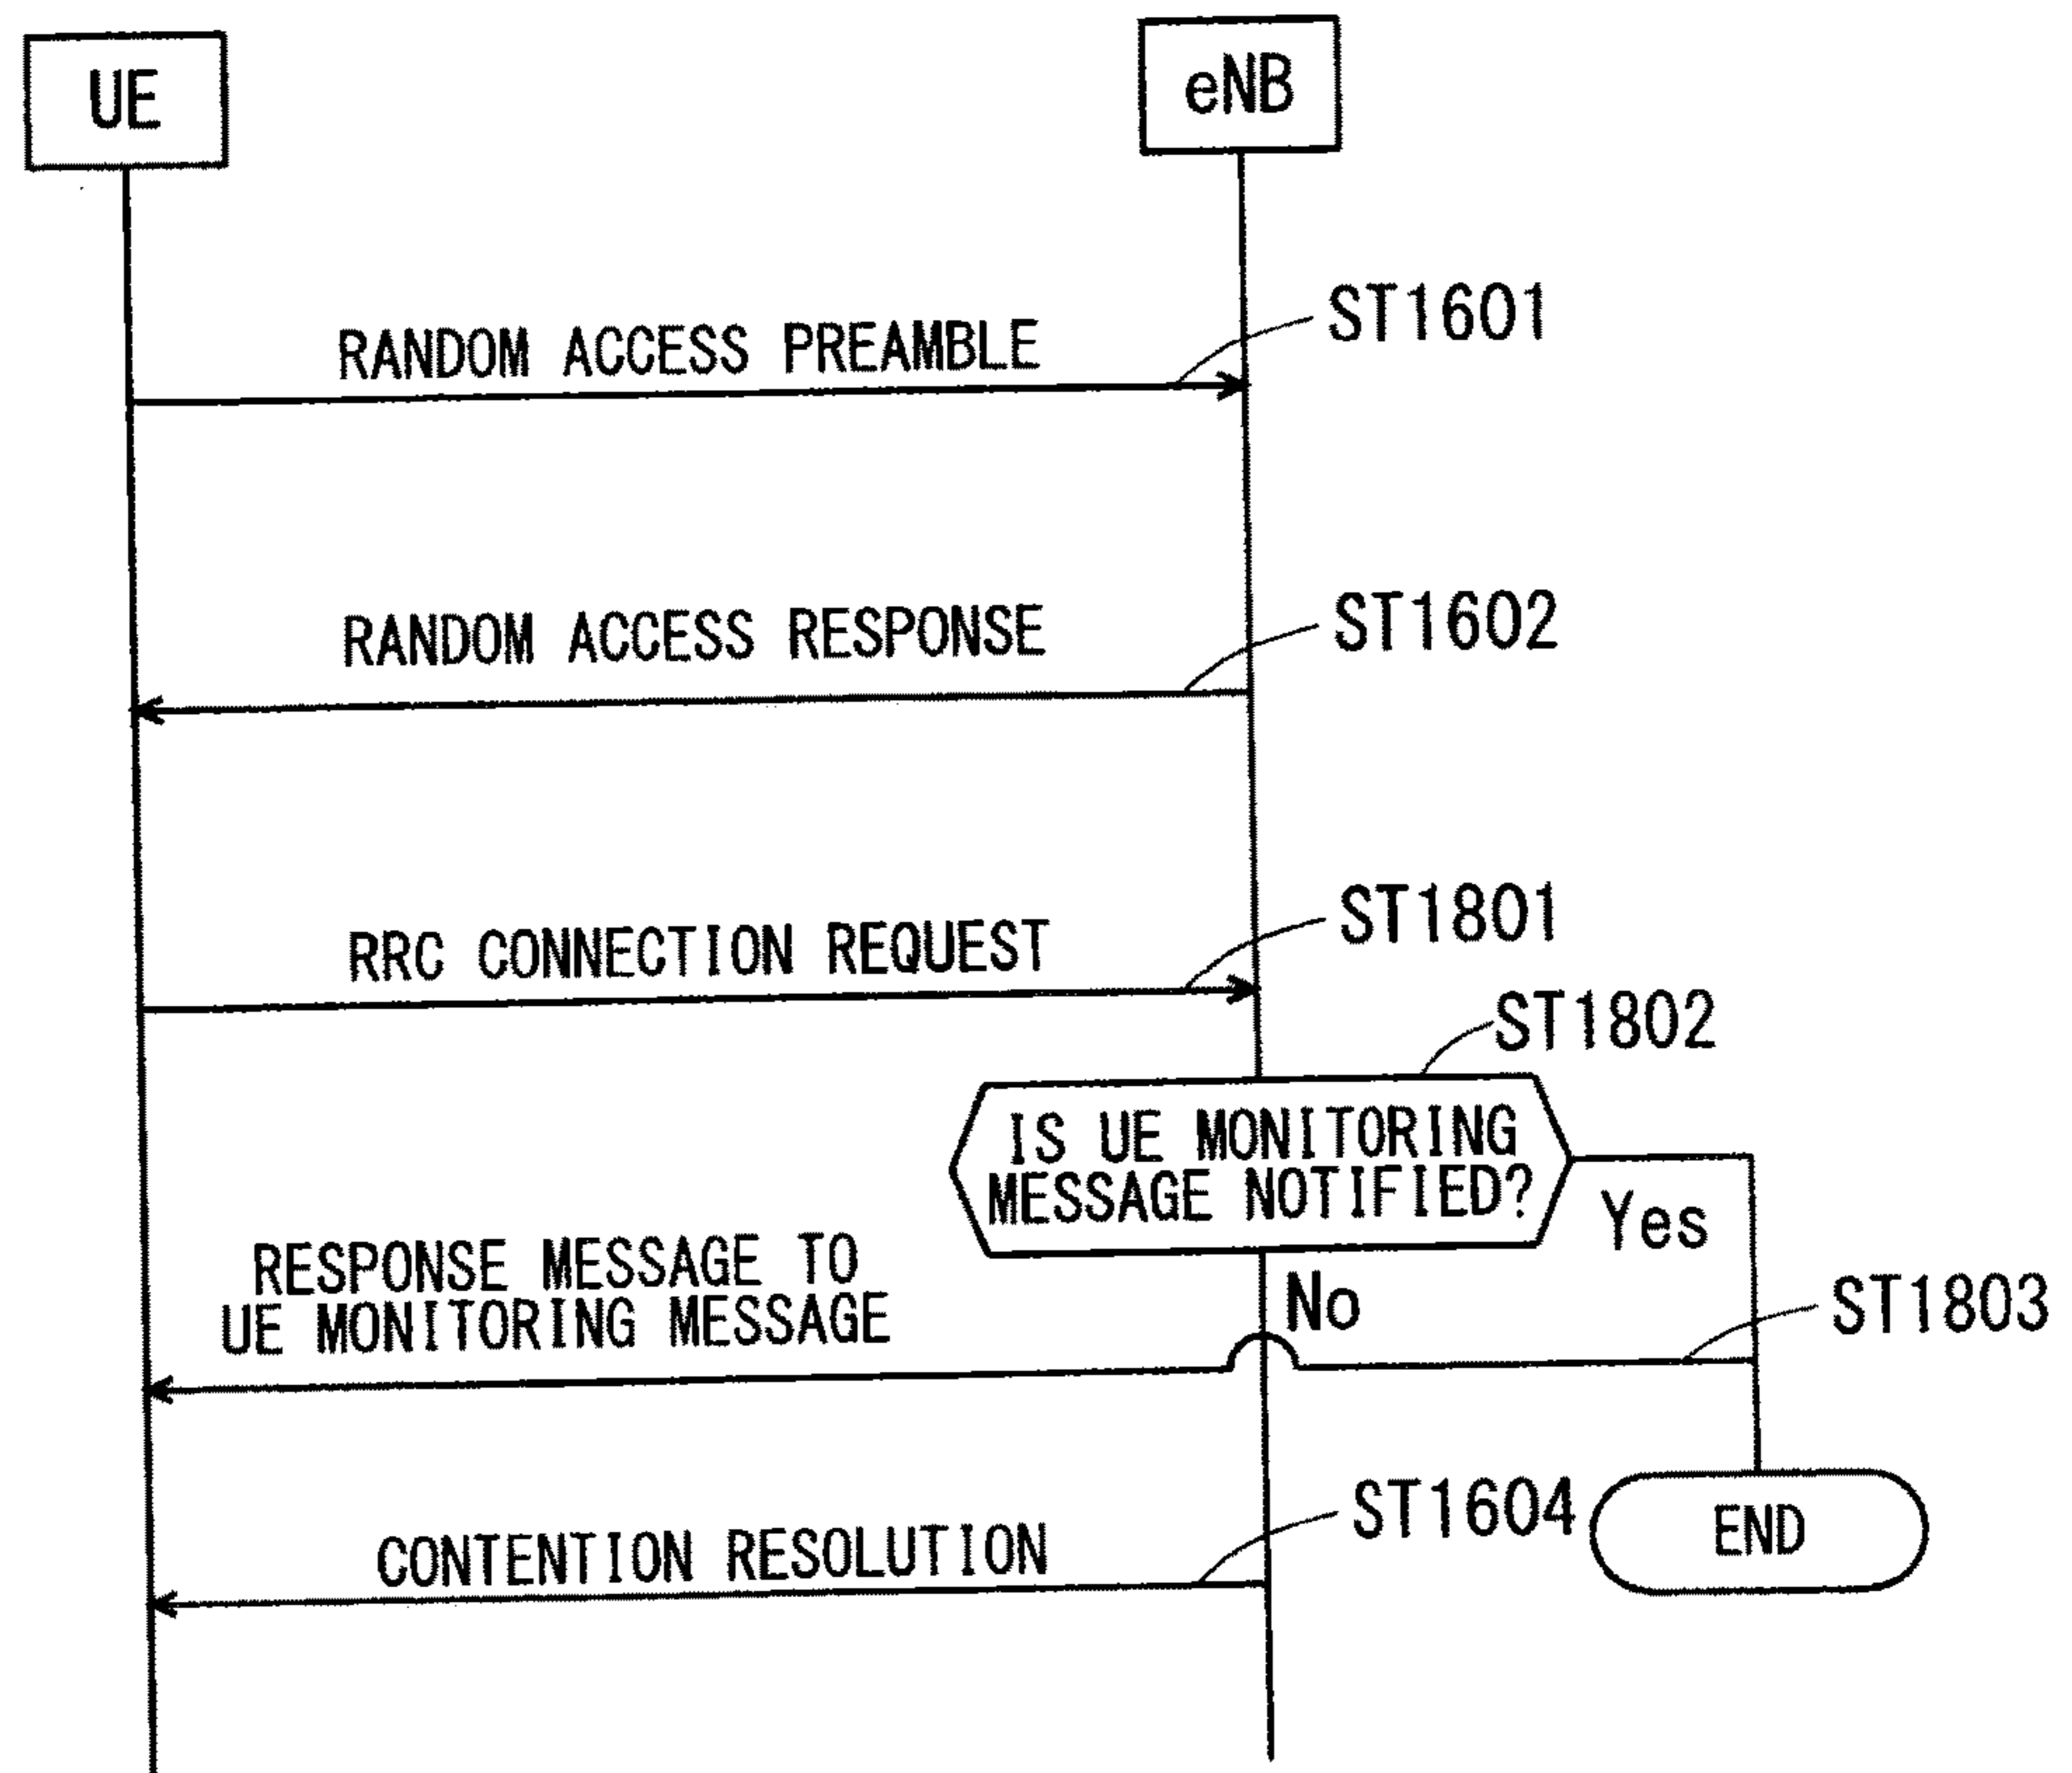 UE
eNB
ST1601
RANDOM ACCESS PREAMBLE
ST1602
RANDOM ACCESS RESPONSE
ST1801
RRC CONNECTION REQUEST
ST1802
IS UE MONITORING
MESSAGE NOTIFIED?
Yes
No
RESPONSE MESSAGE TO
UE MONITORING MESSAGE
ST1803
ST1604
CONTENTION RESOLUTION
END